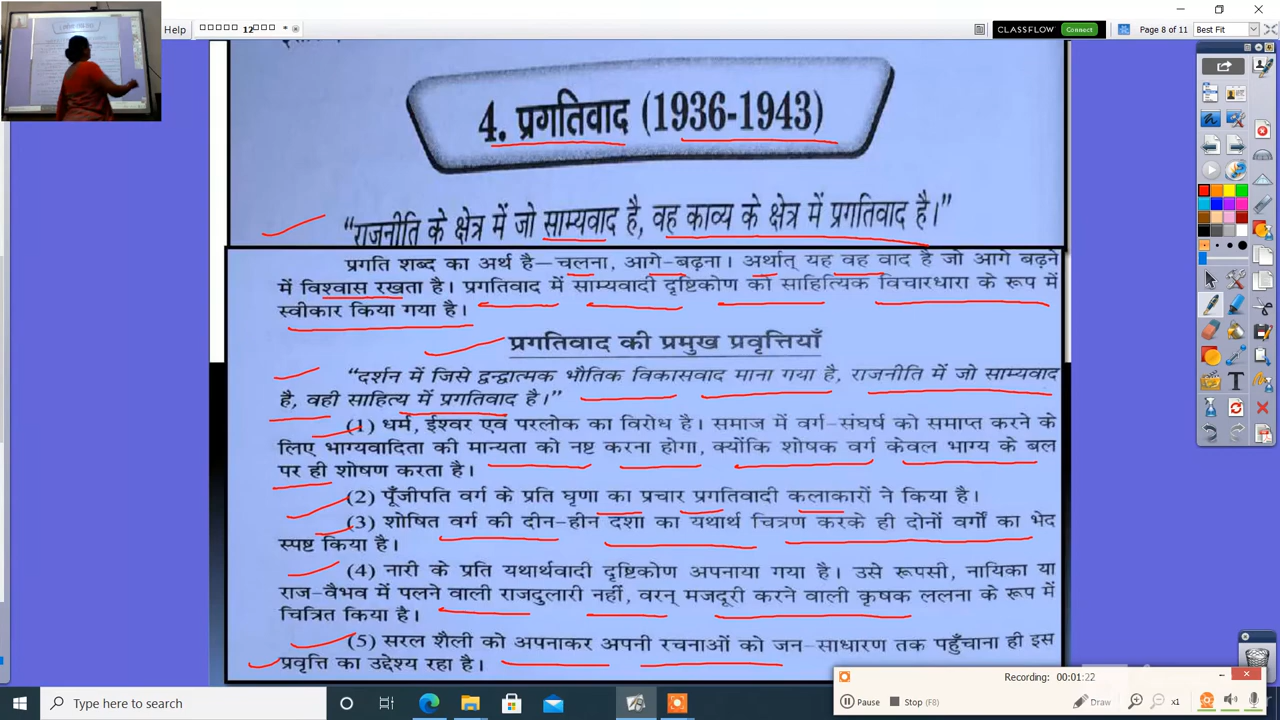 Help
12
CLASSFLOW Connect
Page 8 of 11
Best Fit
4. प्रगतिवाद (1936-1943)
“राजनीति के क्षेत्र में जो साम्यवाद है, वह काव्य के क्षेत्र में प्रगतिवाद है।”
प्रगति शब्द का अर्थ है—चलना, आगे-बढ़ना। अर्थात् यह वह वाद है जो आगे बढ़ने
में विश्वास रखता है। प्रगतिवाद में साम्यवादी दृष्टिकोण को साहित्यिक विचारधारा के रूप में
स्वीकार किया गया है।
प्रगतिवाद की प्रमुख प्रवृत्तियाँ
“दर्शन में जिसे द्वन्द्वात्मक भौतिक विकासवाद माना गया है, राजनीति में जो साम्यवाद
है, वही साहित्य में प्रगतिवाद है।”
(1) धर्म, ईश्वर एवं परलोक का विरोध है। समाज में वर्ग-संघर्ष को समाप्त करने के
लिए भाग्यवादिता की मान्यता को नष्ट करना होगा, क्योंकि शोषक वर्ग केवल भाग्य के बल
पर ही शोषण करता है।
(2) पूँजीपति वर्ग के प्रति घृणा का प्रचार प्रगतिवादी कलाकारों ने किया है।
(3) शोषित वर्ग की दीन-हीन दशा का यथार्थ चित्रण करके ही दोनों वर्गों का भेद
स्पष्ट किया है।
(4) नारी के प्रति यथार्थवादी दृष्टिकोण अपनाया गया है। उसे रूपसी, नायिका या
राज-वैभव में पलने वाली राजदुलारी नहीं, वरन् मजदूरी करने वाली कृषक ललना के रूप में
चित्रित किया है।
(5) सरल शैली को अपनाकर अपनी रचनाओं को जन-साधारण तक पहुँचाना ही इस
प्रवृत्ति का उद्देश्य रहा है।
Recording: 00:01:22
Pause Stop (F8) Draw x1
Type here to search